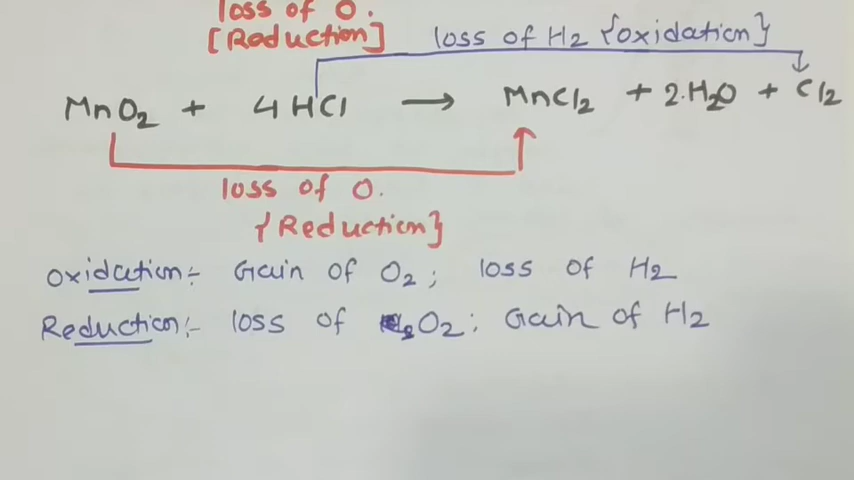 loss of O.
[Reduction]
loss of H2 {oxidation}
MnO2 + 4HCl → MnCl2 + 2.H2O + Cl2
loss of O.
{Reduction}
Oxidation:- Gain of O2; loss of H2
Reduction:- loss of O2; Gain of H2